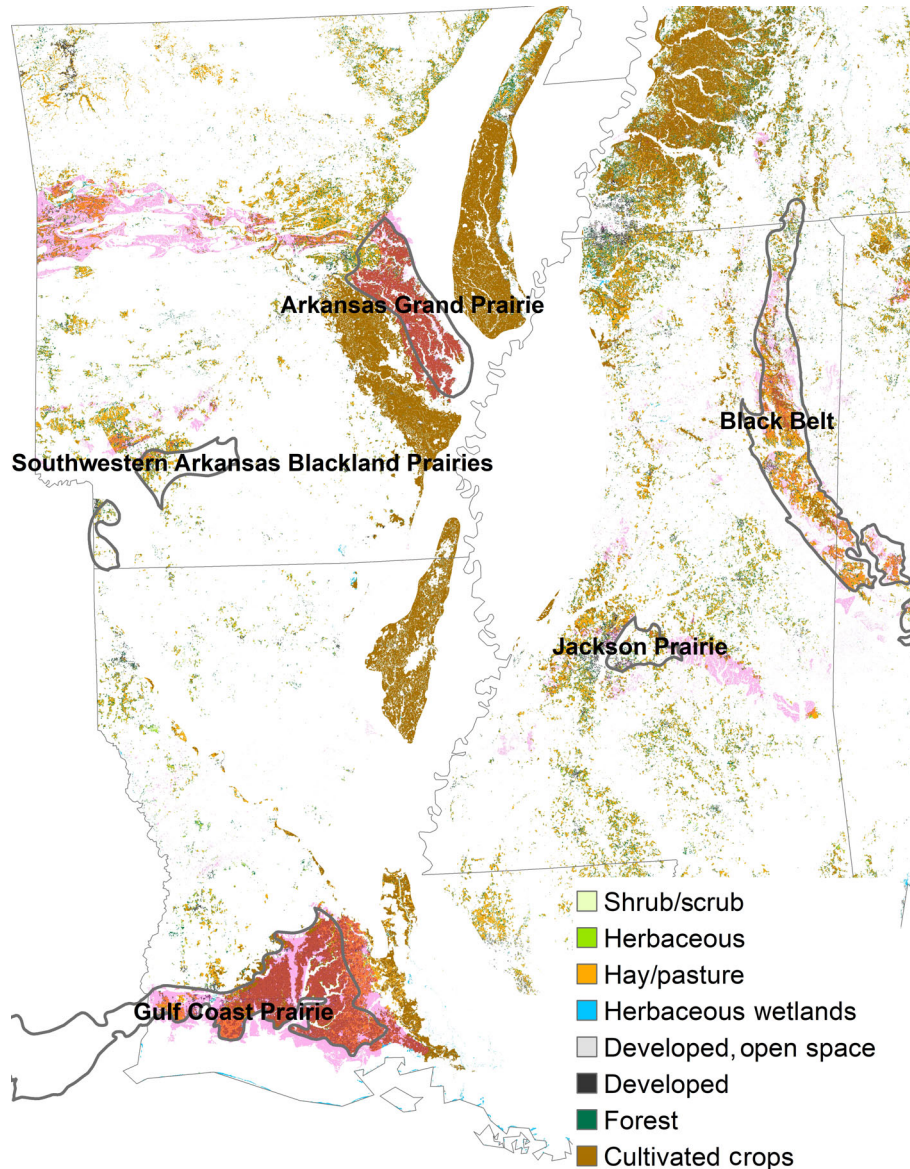 Arkansas Grand Prairie
Black Belt
Southwestern Arkansas Blackland Prairies
Jackson Prairie
Gulf Coast Prairie
Shrub/scrub
Herbaceous
Hay/pasture
Herbaceous wetlands
Developed, open space
Developed
Forest
Cultivated crops